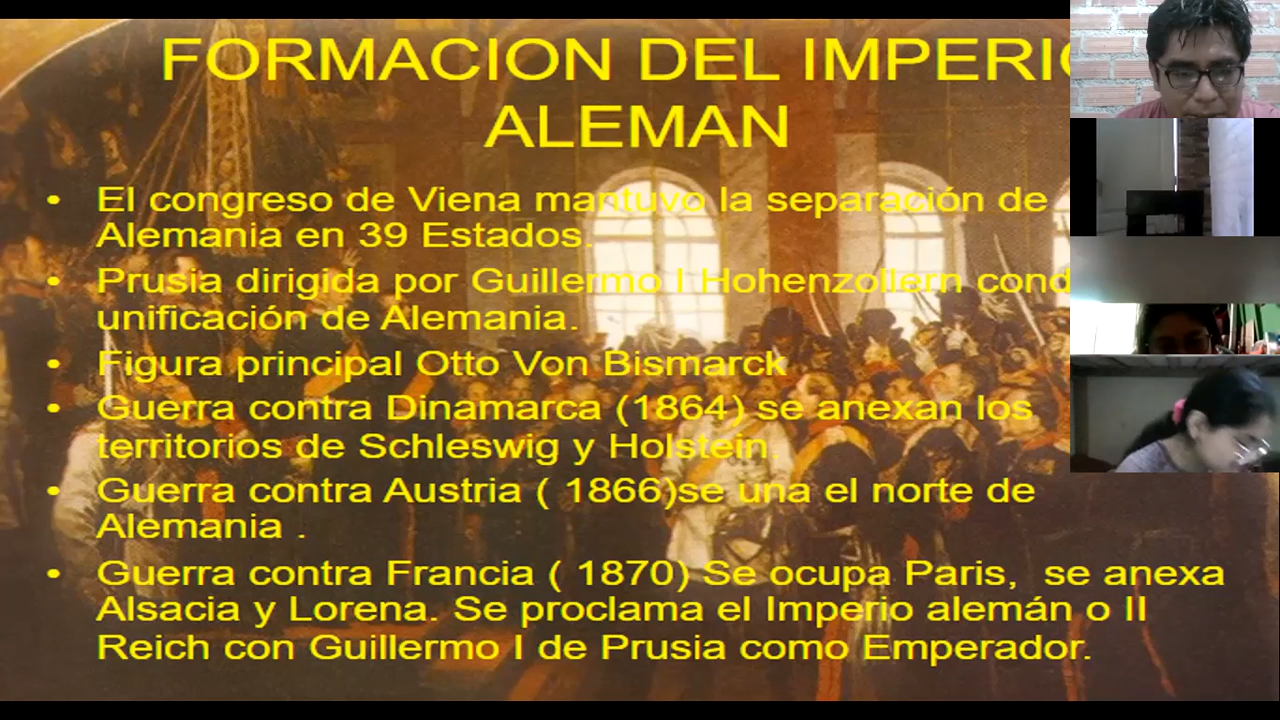 FORMACION DEL IMPERIO
ALEMAN
• El congreso de Viena mantuvo la separación de
Alemania en 39 Estados.
• Prusia dirigida por Guillermo I Hohenzollern
unificación de Alemania.
• Figura principal Otto Von Bismarck
• Guerra contra Dinamarca (1864) se anexan los
territorios de Schleswig y Holstein.
• Guerra contra Austria ( 1866)se una el norte de
Alemania .
• Guerra contra Francia ( 1870) Se ocupa Paris, se anexa
Alsacia y Lorena. Se proclama el Imperio alemán o II
Reich con Guillermo I de Prusia como Emperador.